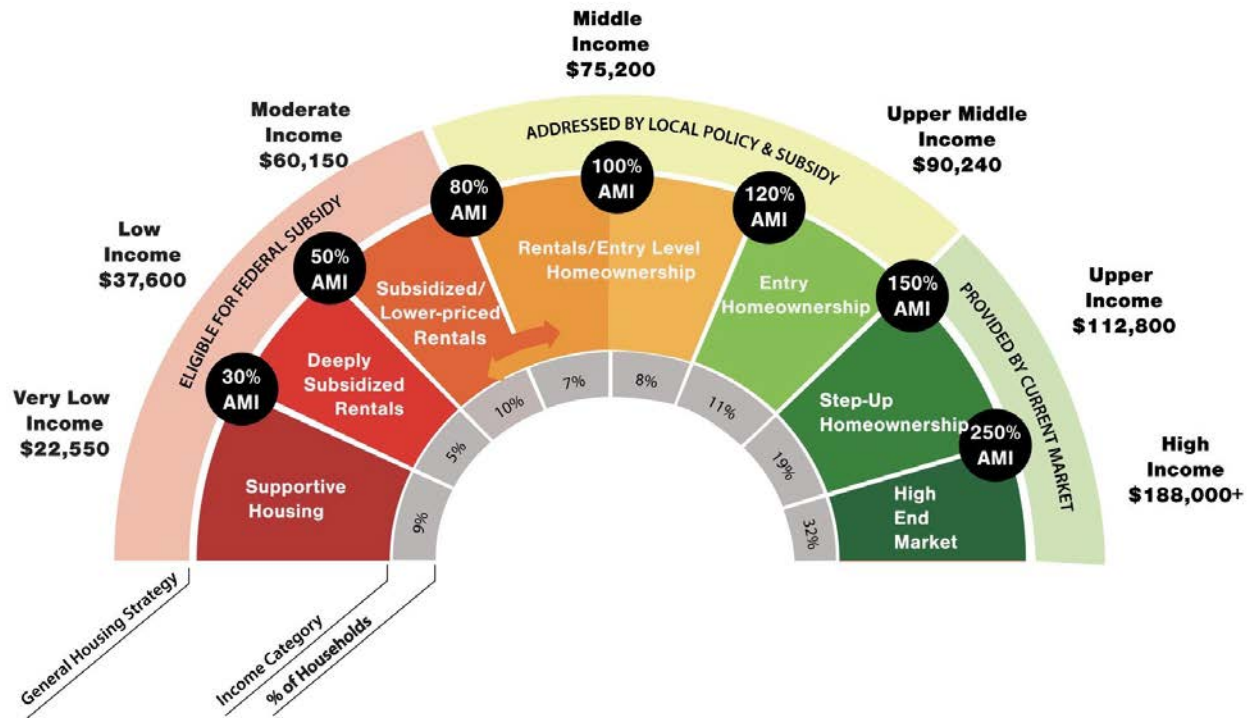 Middle
Income
$75,200
Moderate
Income
$60,150
Upper Middle
Income
$90,240
Low
Income
$37,600
Upper
Income
$112,800
Very Low
Income
$22,550
High
Income
$188,000+
ELIGIBLE FOR FEDERAL SUBSIDY
ADDRESSED BY LOCAL POLICY & SUBSIDY
PROVIDED BY CURRENT MARKET
30%
AMI
50%
AMI
80%
AMI
100%
AMI
120%
AMI
150%
AMI
250%
AMI
Supportive
Housing
Deeply
Subsidized
Rentals
Subsidized/
Lower-priced
Rentals
Rentals/Entry Level
Homeownership
Entry
Homeownership
Step-Up
Homeownership
High
End
Market
9%
5%
10%
7%
8%
11%
19%
32%
General Housing Strategy
Income Category
% of Households